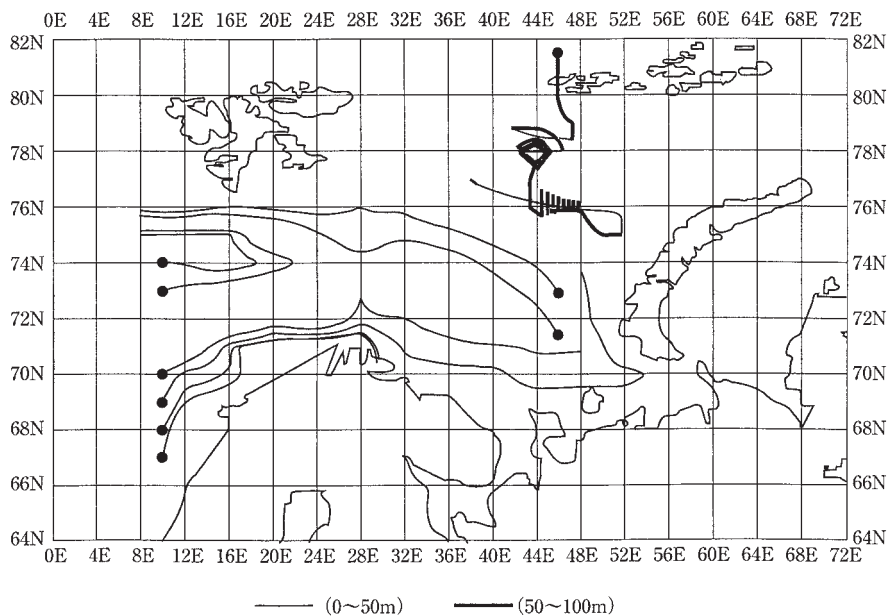 0E 4E 8E 12E 16E 20E 24E 28E 32E 36E 40E 44E 48E 52E 56E 60E 64E 68E 72E
82N 82N
80N 80N
78N 78N
76N 76N
74N 74N
72N 72N
70N 70N
68N 68N
66N 66N
64N 64N
0E 4E 8E 12E 16E 20E 24E 28E 32E 36E 40E 44E 48E 52E 56E 60E 64E 68E 72E
(0~50m) (50~100m)